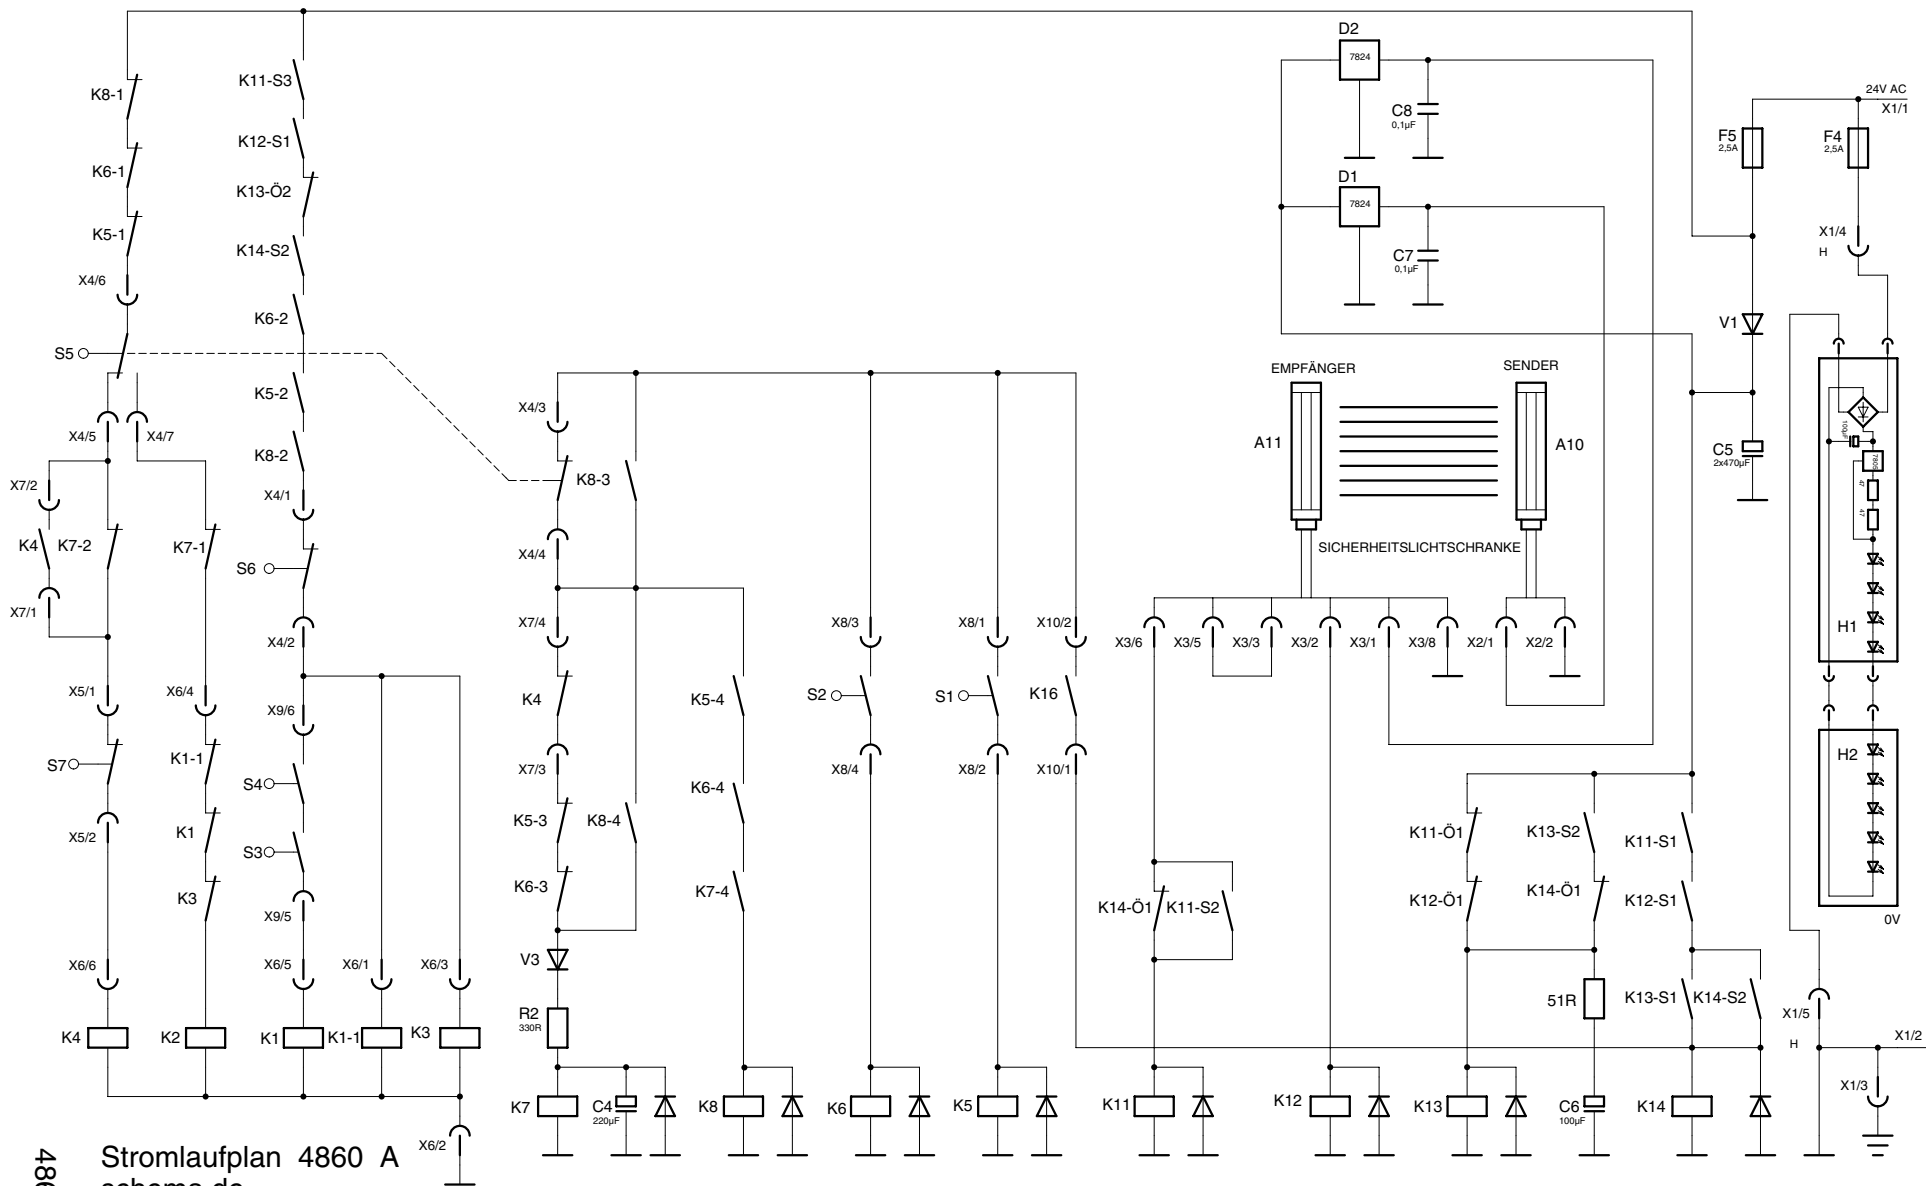 D2
7824
C8
0,1µF
D1
7824
C7
0,1µF
24V AC
X1/1
F5
2,5A
F4
2,5A
X1/4
H
V1
C5
2x470µF
K8-1
K6-1
K5-1
X4/6
S5
X4/5
X4/7
X7/2
K4
K7-2
K7-1
X7/1
X5/1
X6/4
S7
K1-1
X5/2
K1
K3
X6/6
K4
K2
K11-S3
K12-S1
K13-Ö2
K14-S2
K6-2
K5-2
K8-2
X4/1
S6
X4/2
X9/6
S4
S3
X9/5
X6/5
X6/1
X6/3
K1
K1-1
K3
X6/2
X4/3
K8-3
X4/4
X7/4
K4
X7/3
K5-3
K8-4
K6-3
V3
R2
330R
K7
C4
220µF
K5-4
K6-4
K7-4
K8
X8/3
S2
X8/4
K6
X8/1
S1
X8/2
K5
X10/2
K16
X10/1
EMPFÄNGER
SENDER
A11
A10
SICHERHEITSLICHTSCHRANKE
X3/6
X3/5
X3/3
X3/2
X3/1
X3/8
X2/1
X2/2
K14-Ö1
K11-S2
K11
K12
K11-Ö1
K13-S2
K11-S1
K12-Ö1
K14-Ö1
K12-S1
51R
K13-S1
K14-S2
K13
C6
100µF
K14
100µF
7805
47
47
H1
H2
0V
X1/5
H
X1/2
X1/3
Stromlaufplan 4860 A